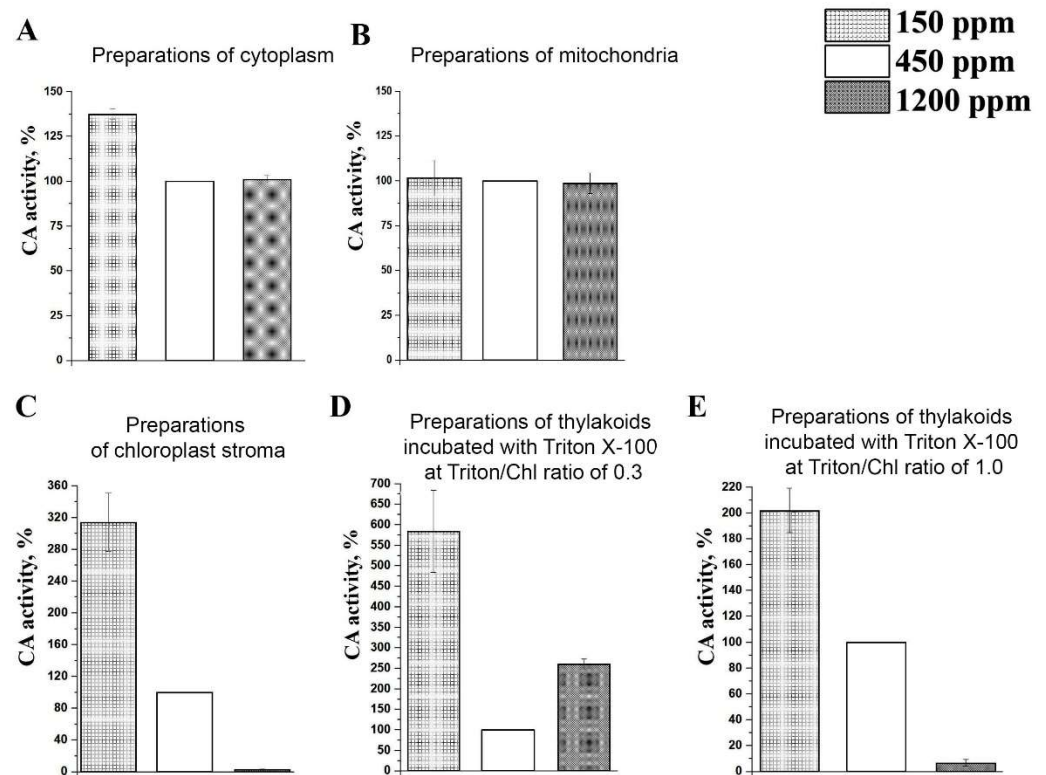 A
Preparations of cytoplasm
CA activity, %
150
125
100
75
50
25
0
B
Preparations of mitochondria
CA activity, %
150
125
100
75
50
25
0
150 ppm
450 ppm
1200 ppm
C
Preparations
of chloroplast stroma
CA activity, %
360
320
280
240
200
160
120
80
40
0
D
Preparations of thylakoids
incubated with Triton X-100
at Triton/Chl ratio of 0.3
CA activity, %
700
650
600
550
500
450
400
350
300
250
200
150
100
50
0
E
Preparations of thylakoids
incubated with Triton X-100
at Triton/Chl ratio of 1.0
CA activity, %
220
200
180
160
140
120
100
80
60
40
20
0